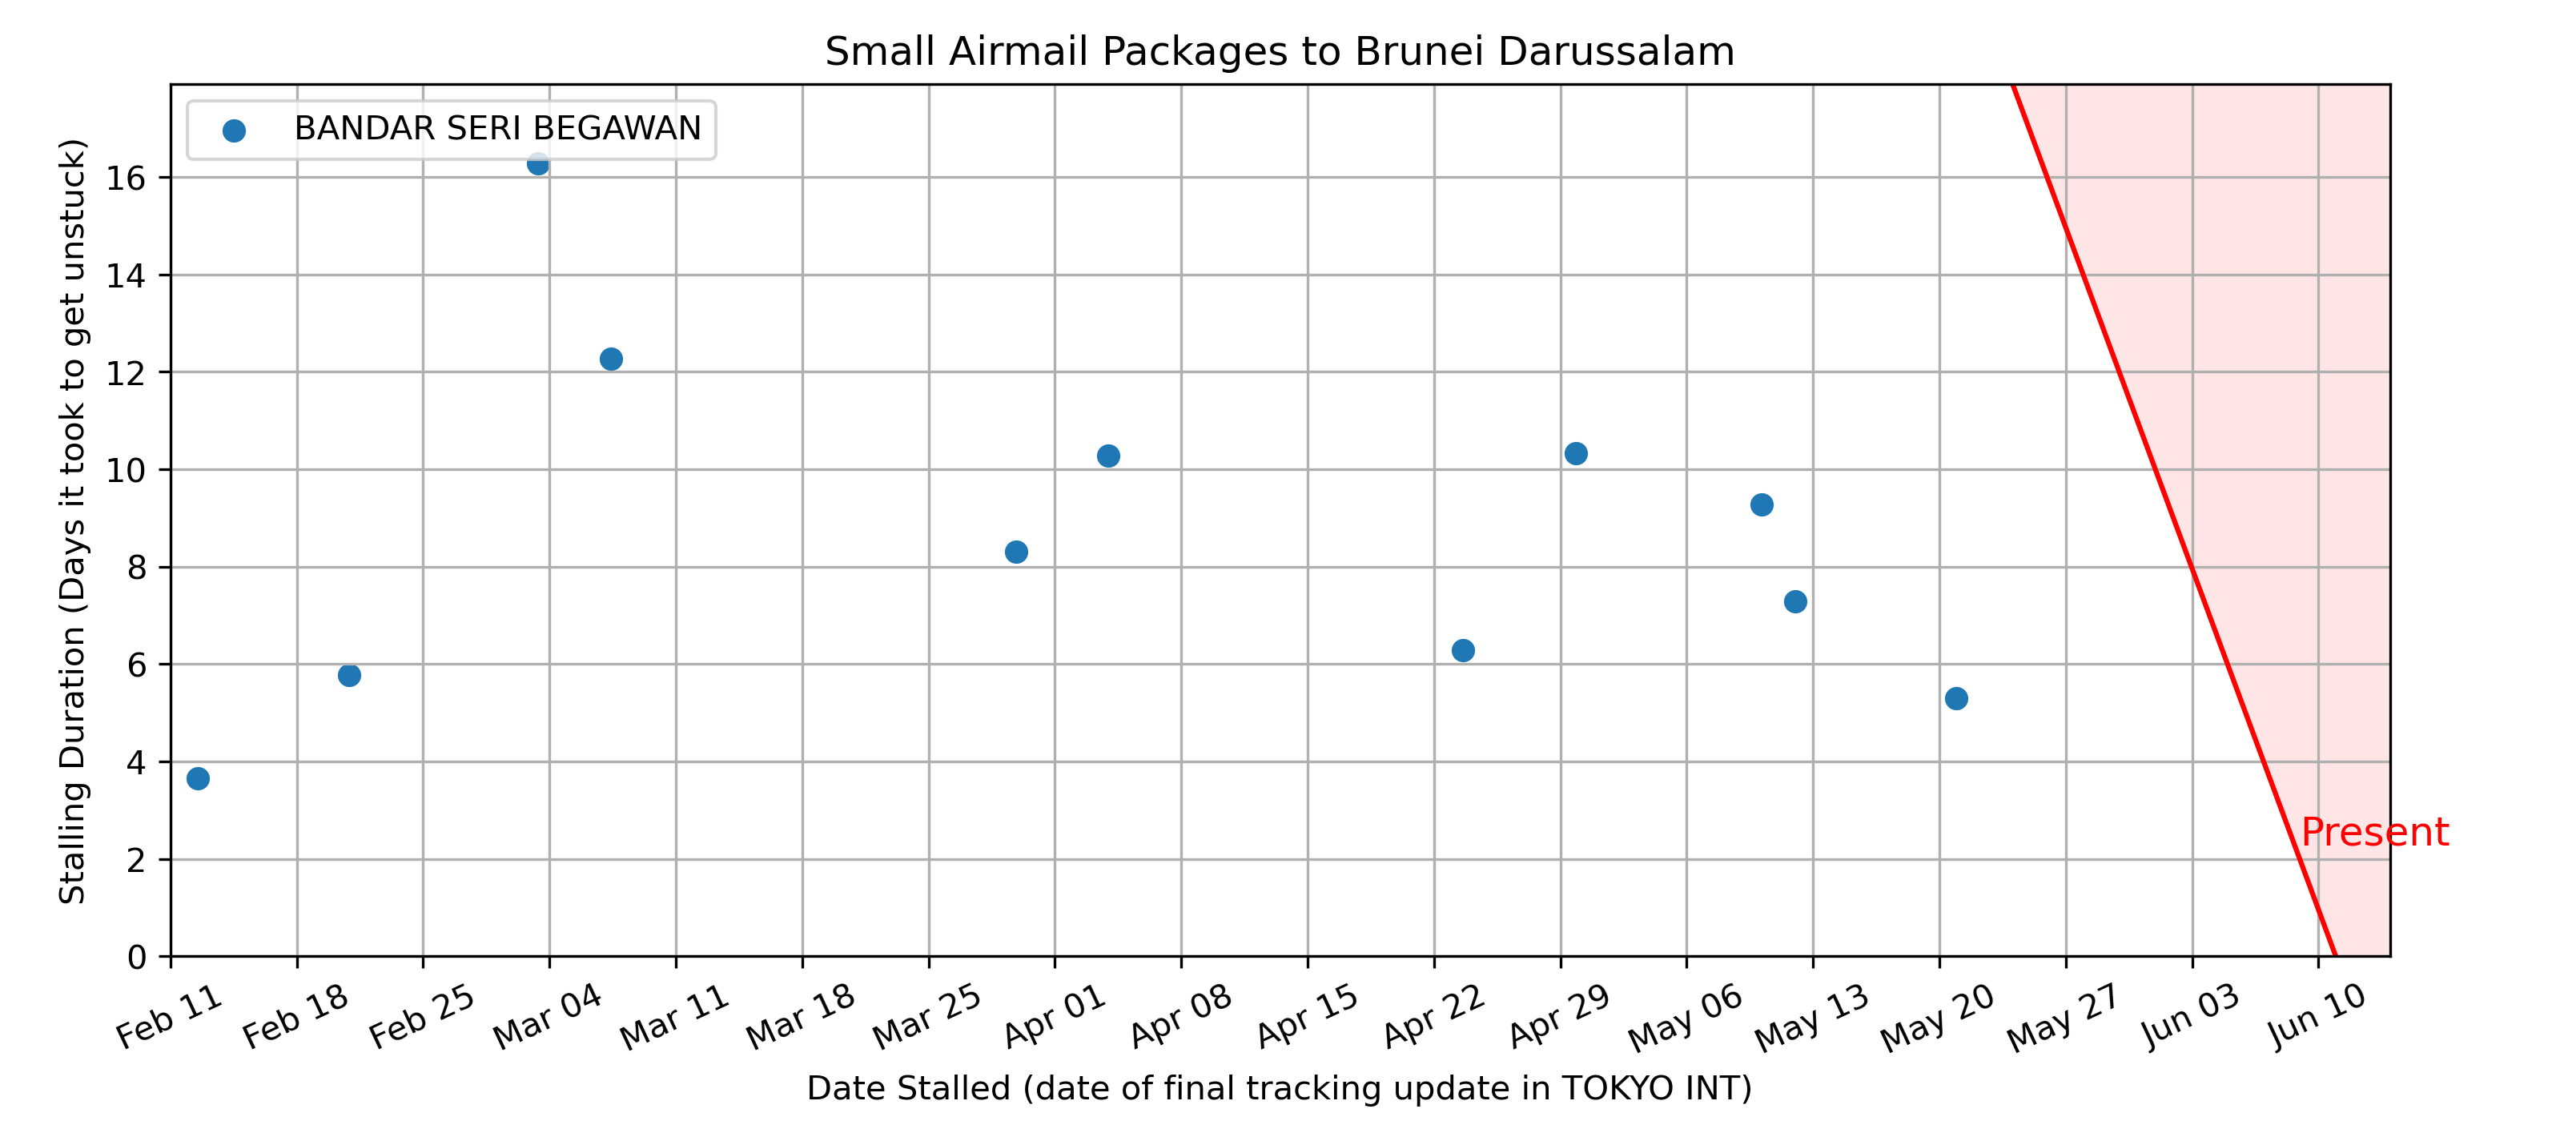 Small Airmail Packages to Brunei Darussalam
BANDAR SERI BEGAWAN
Stalling Duration (Days it took to get unstuck)
16
14
12
10
8
6
4
2
0
Present
Feb 11
Feb 18
Feb 25
Mar 04
Mar 11
Mar 18
Mar 25
Apr 01
Apr 08
Apr 15
Apr 22
Apr 29
May 06
May 13
May 20
May 27
Jun 03
Jun 10
Date Stalled (date of final tracking update in TOKYO INT)